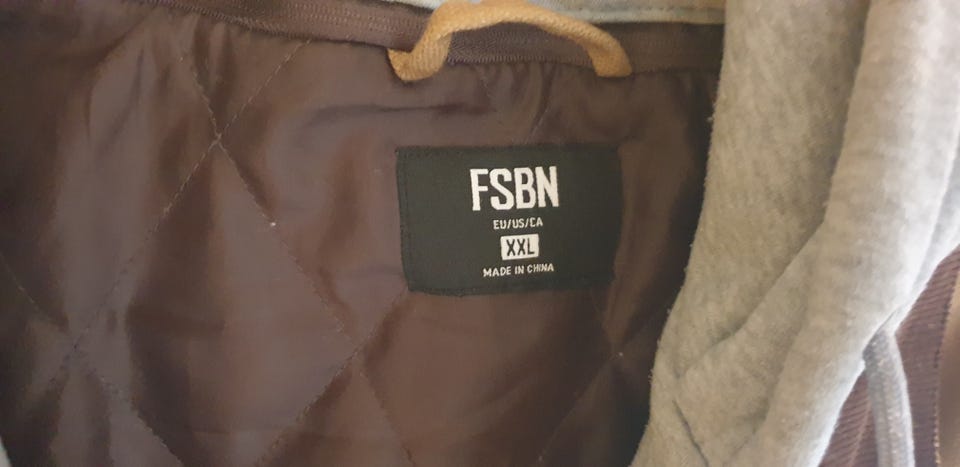 FSBN
EU/US/CA
XXL
MADE IN CHINA